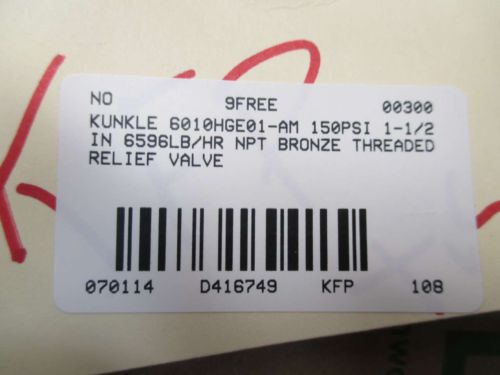 NO 9FREE 00300
KUNKLE 6010HGE01-AM 150PSI 1-1/2
IN 6596LB/HR NPT BRONZE THREADED
RELIEF VALVE
070114 D416749 KFP 108